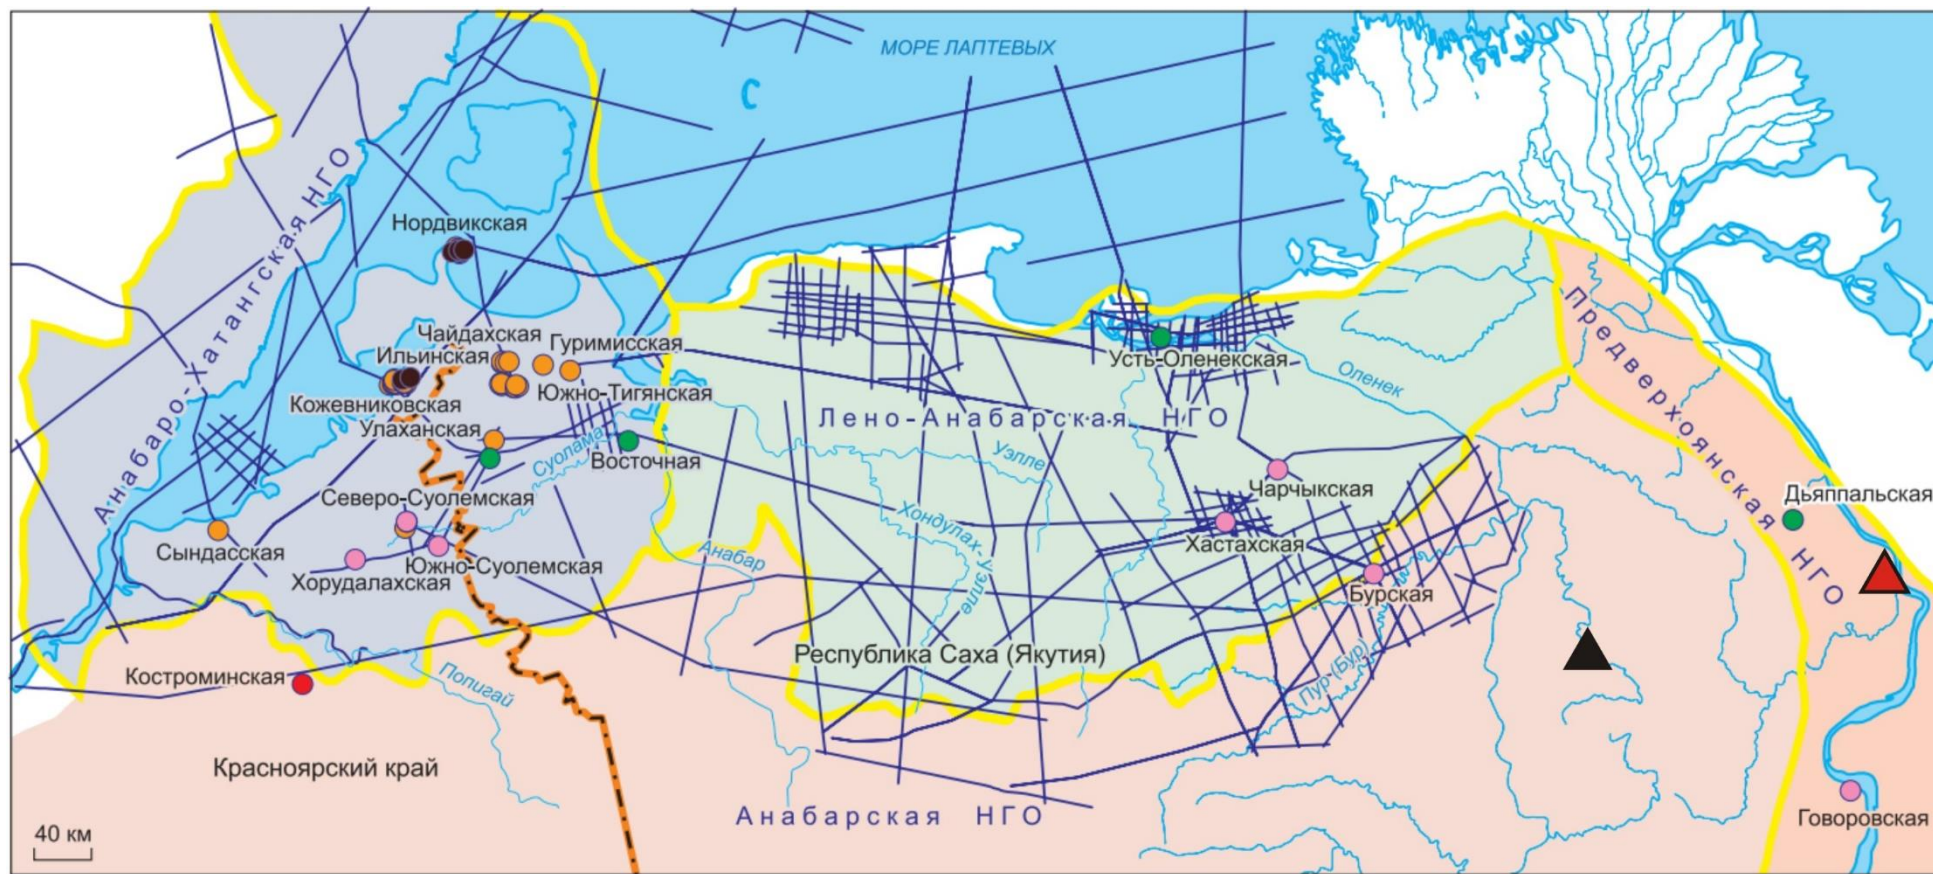 МОРЕ ЛАПТЕВЫХ
С
Анабаро-Хатангская НГО
Нордвикская
Чайдахская
Гуримисская
Ильинская
Южно-Тигянская
Кожевниковская
Улаханская
Суолама
Восточная
Северо-Суолемская
Сындасская
Хорудалахская
Южно-Суолемская
Костроминская
Попигай
Красноярский край
40 км
Усть-Оленекская
Оленек
Лено-Анабарская НГО
Уэлле
Чарчыкская
Хондулах-
Уэлле
Анабар
Хастахская
Бурская
Республика Саха (Якутия)
Пур (Бур)
Анабарская НГО
Предверхоянская НГО
Дьяппальская
Говоровская